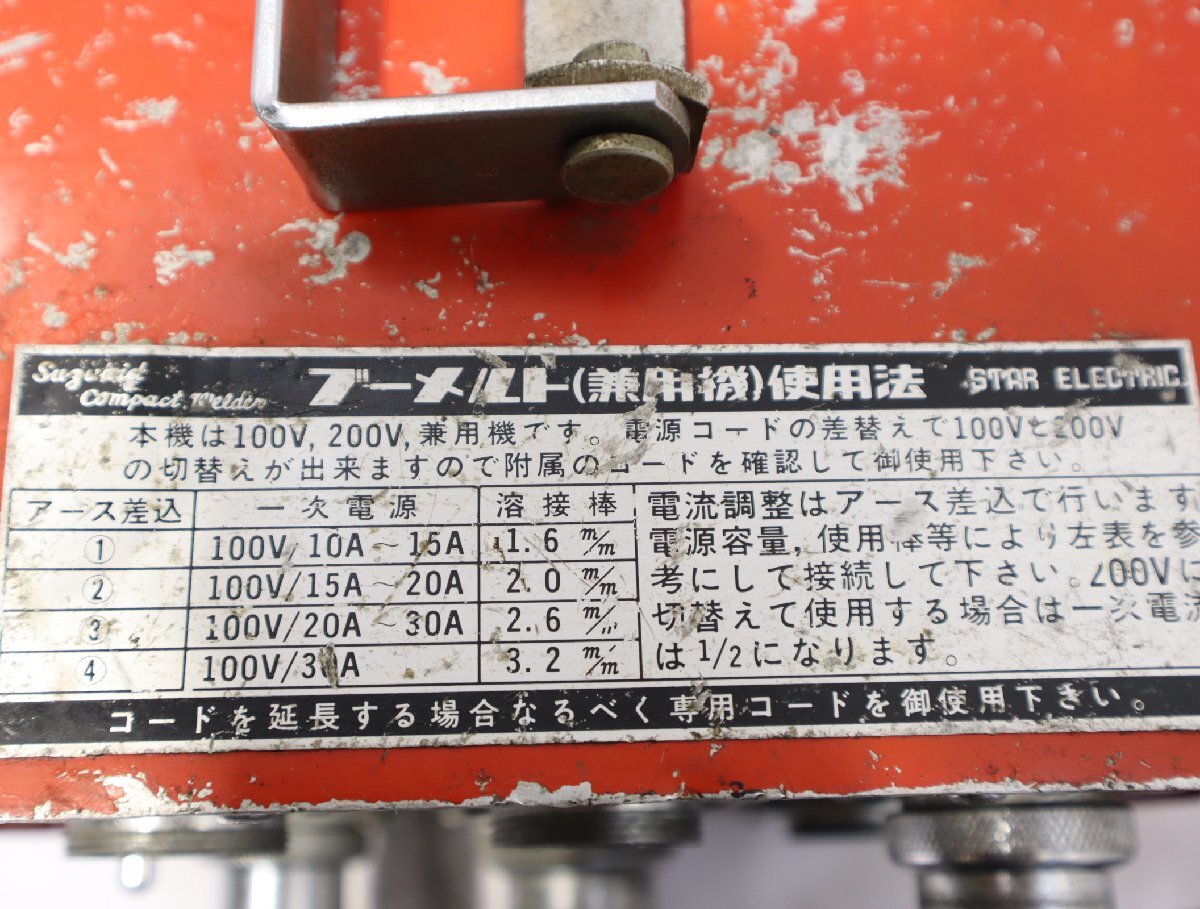 Suzukid
Compact Welder
ブーメルト(兼用機)使用法
STAR ELECTRIC
本機は100V,200V,兼用機です。電源コードの差替えで100Vと200V
の切替えが出来ますので附属のコードを確認して御使用下さい。
アース差込 一次電源 溶接棒
① 100V/10A~15A 1.6 m/m
② 100V/15A~20A 2.0 m/m
③ 100V/20A~30A 2.6 m/m
④ 100V/30A 3.2 m/m
電流調整はアース差込で行います
電源容量,使用棒等により左表を参
考にして接続して下さい。200Vに
切替えて使用する場合は一次電流
は1/2になります。
コードを延長する場合なるべく専用コードを御使用下さい。